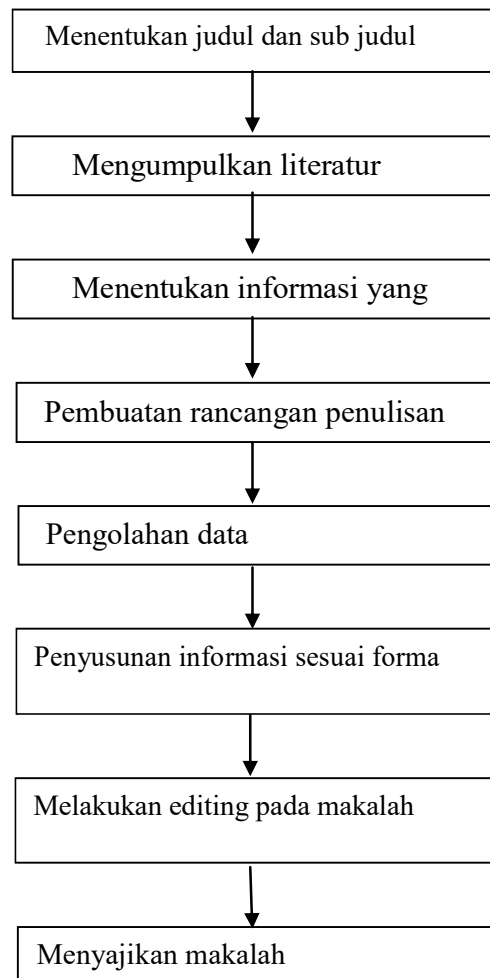 Menentukan judul dan sub judul
Mengumpulkan literatur
Menentukan informasi yang
Pembuatan rancangan penulisan
Pengolahan data
Penyusunan informasi sesuai forma
Melakukan editing pada makalah
Menyajikan makalah